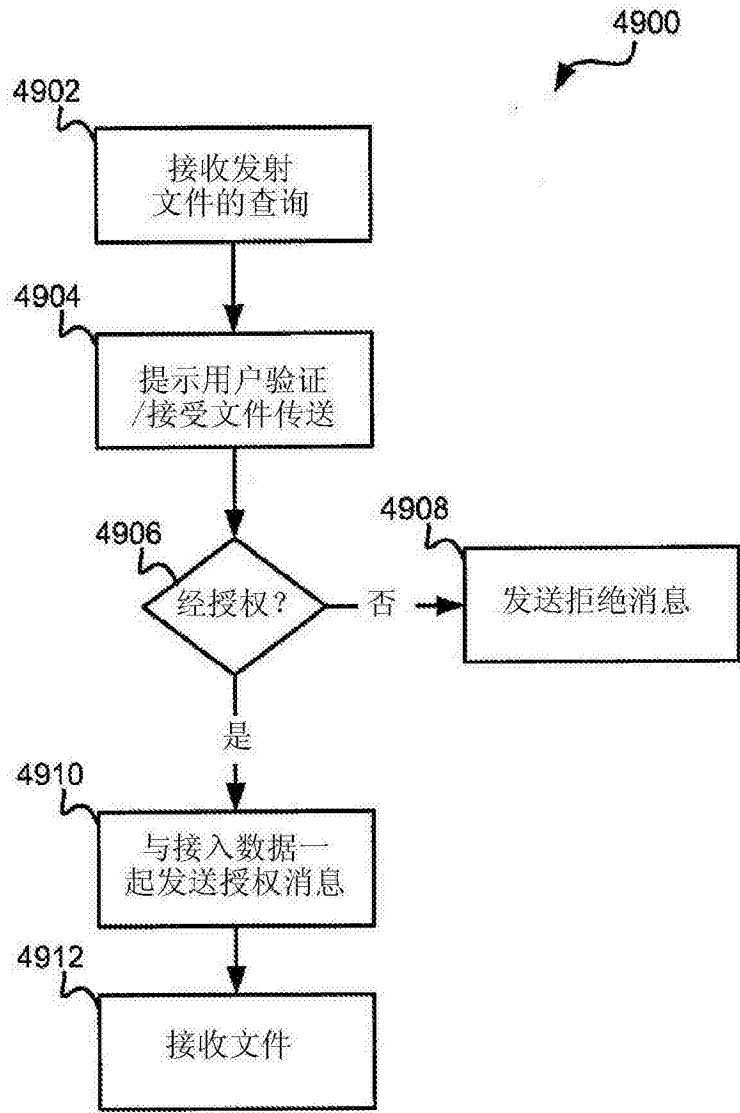 4900
4902
接收发射
文件的查询
4904
提示用户验证
/接受文件传送
4906
经授权?
否
4908
发送拒绝消息
是
4910
与接入数据一
起发送授权消息
4912
接收文件